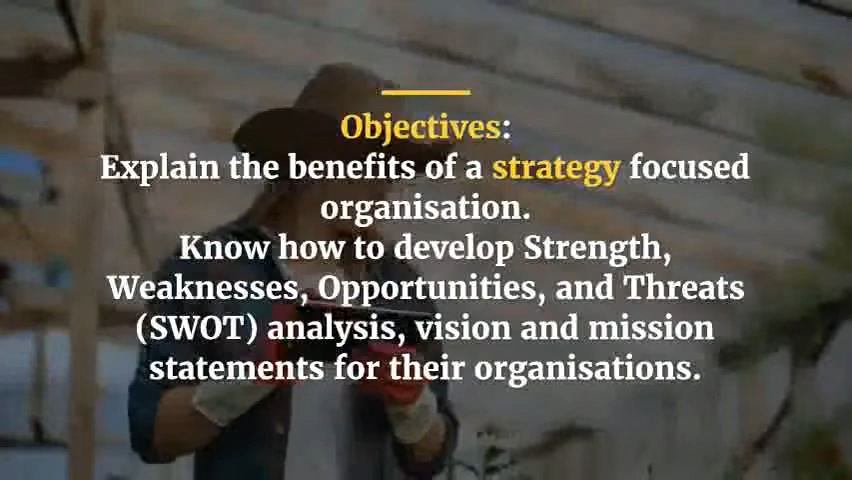 Objectives:
Explain the benefits of a strategy focused
organisation.
Know how to develop Strength,
Weaknesses, Opportunities, and Threats
(SWOT) analysis, vision and mission
statements for their organisations.